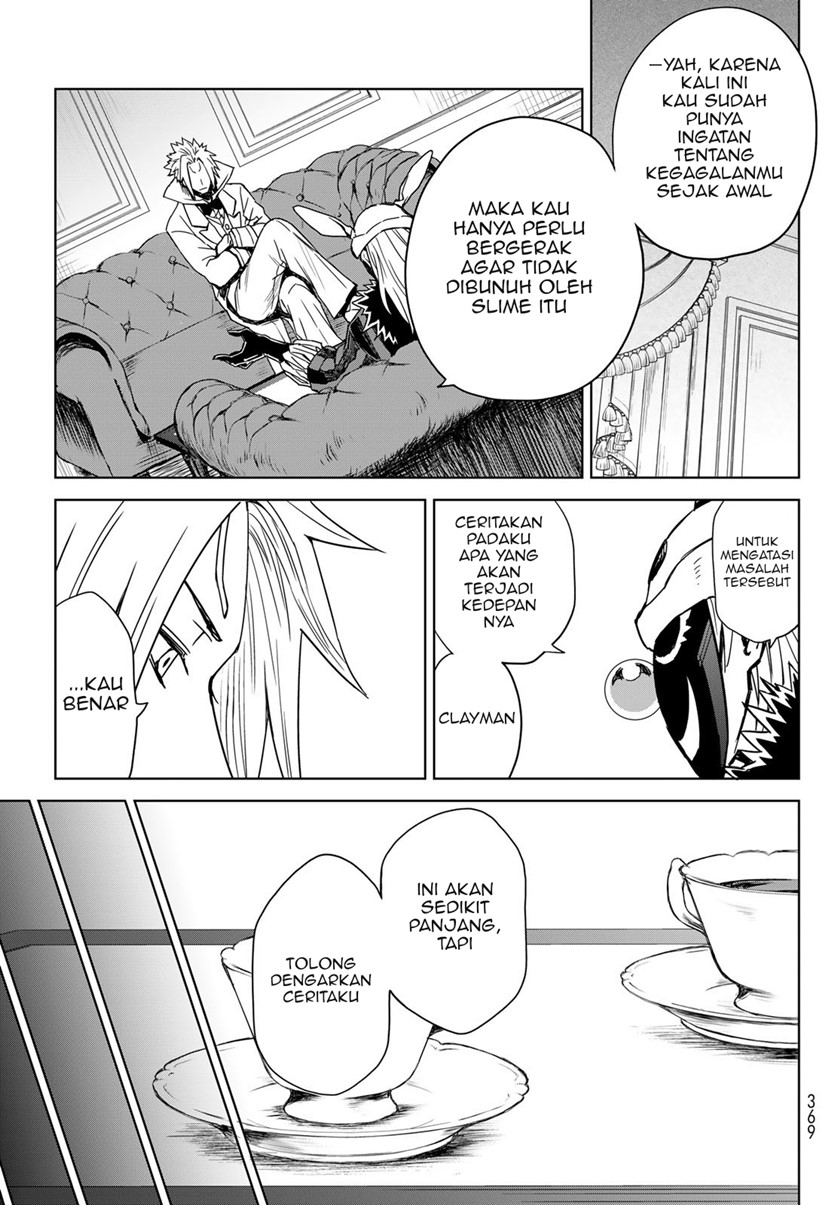 —YAH, KARENA
KALI INI
KAU SUDAH
PUNYA
INGATAN
TENTANG
KEGAGALANMU
SEJAK AWAL
MAKA KAU
HANYA PERLU
BERGERAK
AGAR TIDAK
DIBUNUH OLEH
SLIME ITU
UNTUK
MENGATASI
MASALAH
TERSEBUT
CERITAKAN
PADAKU
APA YANG
AKAN
TERJADI
KEDEPAN
NYA
CLAYMAN
...KAU
BENAR
INI AKAN
SEDIKIT
PANJANG,
TAPI
TOLONG
DENGARKAN
CERITAKU
369